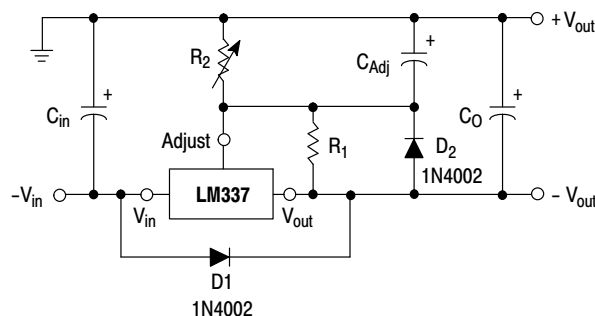 + Vout
R2
CAdj
+
Cin
+
CO
+
Adjust
R1
D2
1N4002
−Vin
Vin
LM337
Vout
− Vout
D1
1N4002